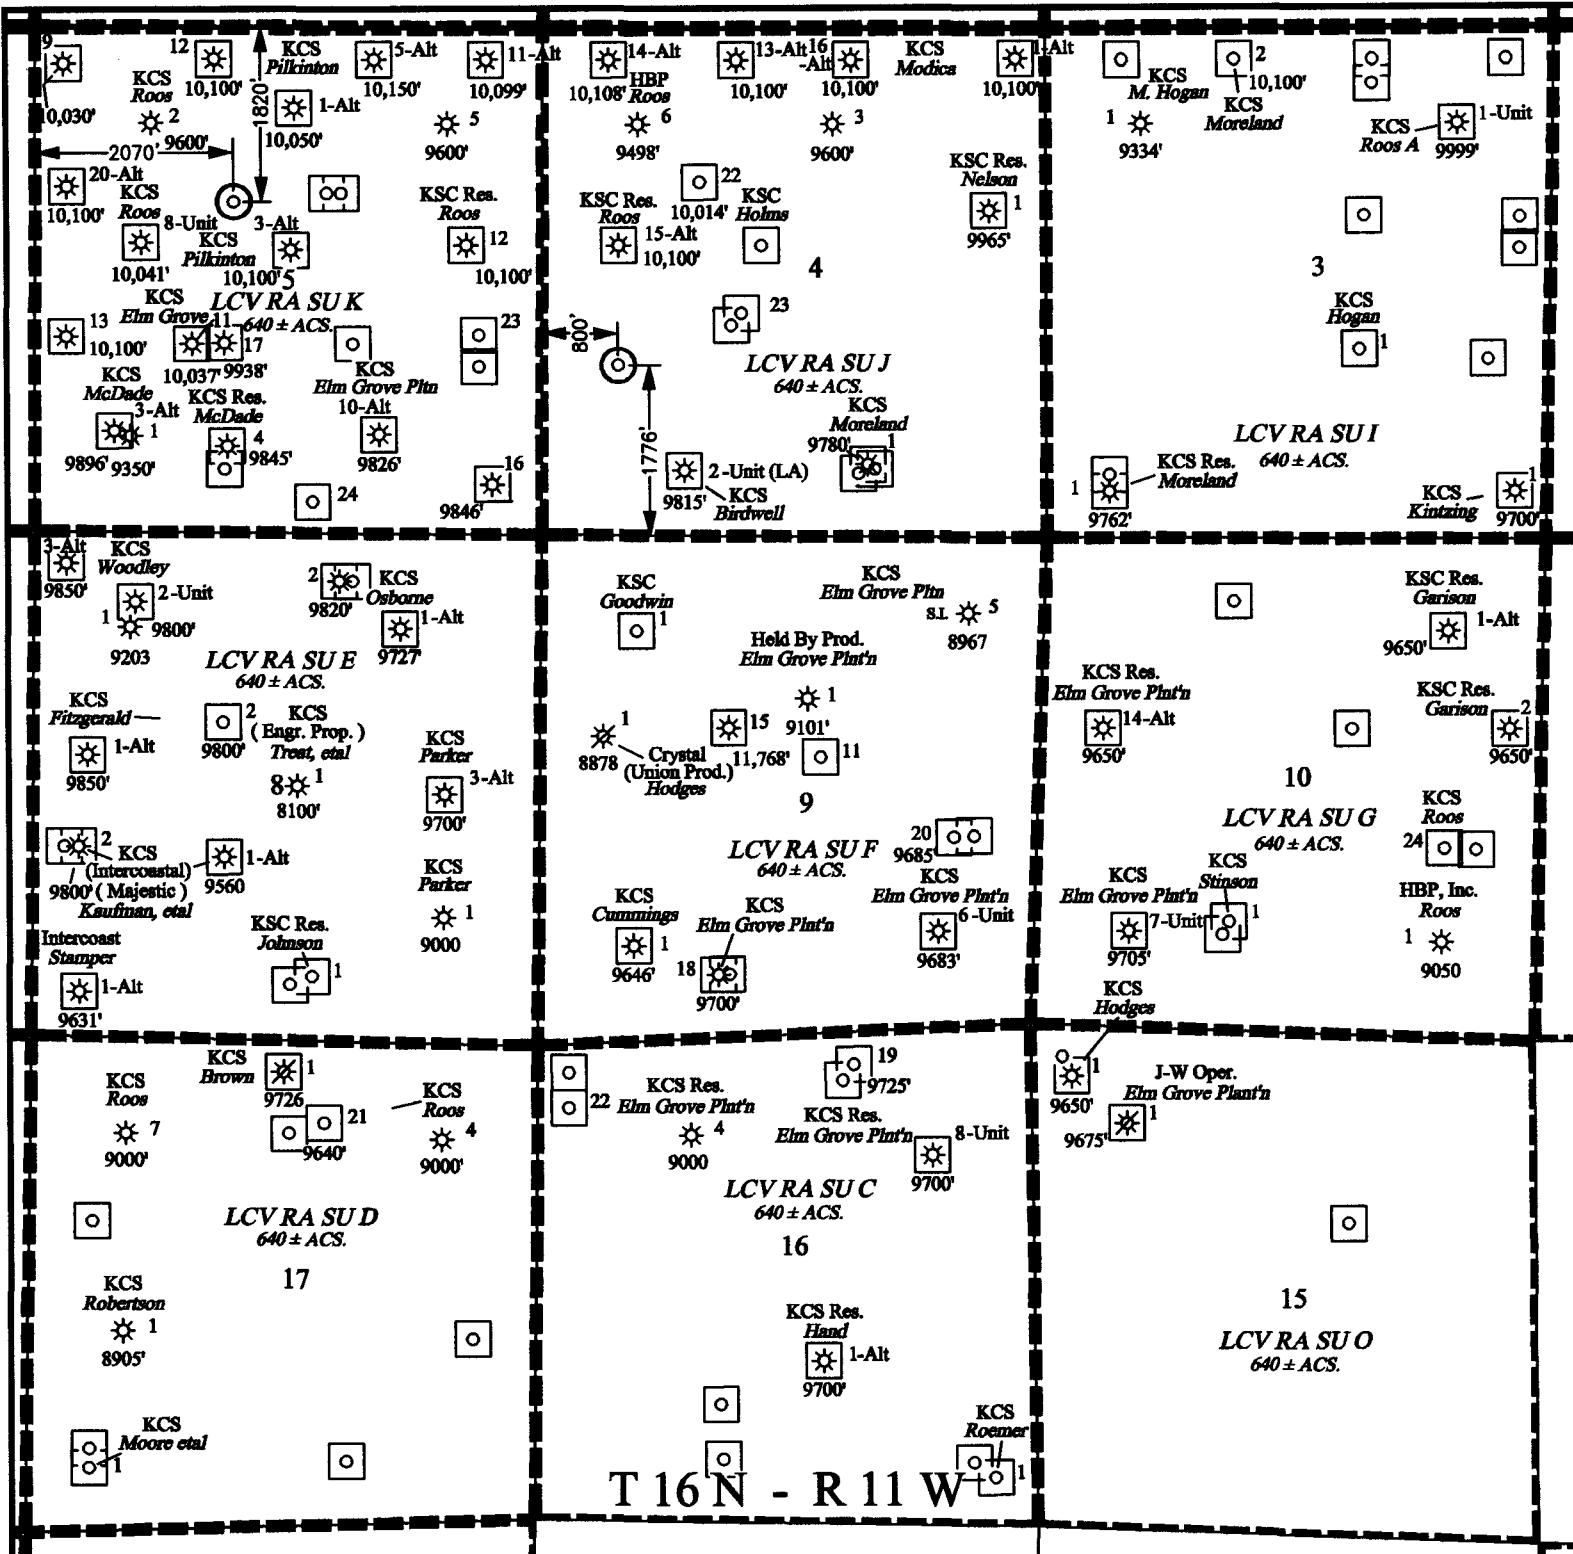 9
10,030'
12
10,100'
KCS
Pilkinton
5-Alt
10,150'
11-Alt
10,099'
KCS
Roos
2
9600'
1820'
1-Alt
10,050'
5
9600'
2070'
20-Alt
10,100'
KCS
Roos
8-Unit
10,041'
KCS
Pilkinton
3-Alt
10,100'
5
KSC Res.
Roos
12
10,100'
KCS
Elm Grove
LCV RA SU K
640 ± ACS.
13
10,100'
11
10,037'
17
9938'
23
KCS
McDade
3-Alt
9896'
1
9350'
KCS Res.
McDade
4
9845'
KCS
Elm Grove Pltn
10-Alt
9826'
24
16
9846'
14-Alt
10,108'
HBP
Roos
6
9498'
13-Alt
10,100'
16
-Alt
10,100'
KCS
Modica
1-Alt
10,100'
3
9600'
22
10,014'
KSC Res.
Roos
15-Alt
10,100'
KSC
Holms
KSC Res.
Nelson
1
9965'
4
23
800'
1776'
LCV RA SU J
640 ± ACS.
KCS
Moreland
9780'
1
2-Unit (LA)
9815'
KCS
Birdwell
KCS
M. Hogan
1
9334'
2
10,100'
KCS
Moreland
KCS
Roos A
1-Unit
9999'
3
KCS
Hogan
1
LCV RA SU I
640 ± ACS.
KCS Res.
Moreland
1
9762'
KCS
Kintzing
1
9700'
3-Alt
9850'
KCS
Woodley
2-Unit
9800'
1
9203
2
9820'
KCS
Osborne
1-Alt
9727'
LCV RA SU E
640 ± ACS.
KCS
Fitzgerald
1-Alt
9850'
2
9800'
KCS
( Engr. Prop. )
Treat, etal
8
1
8100'
KCS
Parker
3-Alt
9700'
2
9800'
KCS
(Intercoastal)
( Majestic )
Kaufman, etal
1-Alt
9560
KCS
Parker
1
9000
Intercoast
Stamper
1-Alt
9631'
KSC Res.
Johnson
1
KSC
Goodwin
1
KCS
Elm Grove Pltn
S.I.
5
8967
Held By Prod.
Elm Grove Plnt'n
1
9101'
1
8878
Crystal
(Union Prod.)
Hodges
15
11,768'
11
9
LCV RA SU F
640 ± ACS.
20
9685'
KCS
Elm Grove Plnt'n
6-Unit
9683'
KCS
Cummings
1
9646'
KCS
Elm Grove Plnt'n
18
9700'
KSC Res.
Garison
1-Alt
9650'
KCS Res.
Elm Grove Plnt'n
14-Alt
9650'
KSC Res.
Garison
2
9650'
10
LCV RA SU G
640 ± ACS.
KCS
Roos
24
KCS
Elm Grove Plnt'n
7-Unit
9705'
KCS
Stinson
1
HBP, Inc.
Roos
1
9050
KCS
Brown
1
9726
KCS
Roos
7
9000'
21
9640'
KCS
Roos
4
9000'
LCV RA SU D
640 ± ACS.
17
KCS
Robertson
1
8905'
KCS
Moore etal
1
22
KCS Res.
Elm Grove Plnt'n
4
9000
19
9725'
KCS Res.
Elm Grove Plnt'n
8-Unit
9700'
LCV RA SU C
640 ± ACS.
16
KCS Res.
Hand
1-Alt
9700'
KCS
Roemer
1
KCS
Hodges
1
9650'
J-W Oper.
Elm Grove Plant'n
1
9675'
15
LCV RA SU O
640 ± ACS.
T 16 N - R 11 W